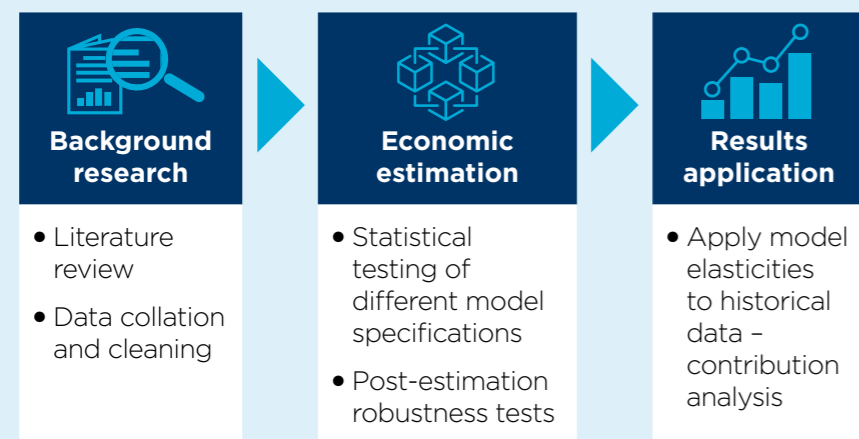 Background
research
• Literature
review
• Data collation
and cleaning
Economic
estimation
• Statistical
testing of
different model
specifications
• Post-estimation
robustness tests
Results
application
• Apply model
elasticities
to historical
data –
contribution
analysis